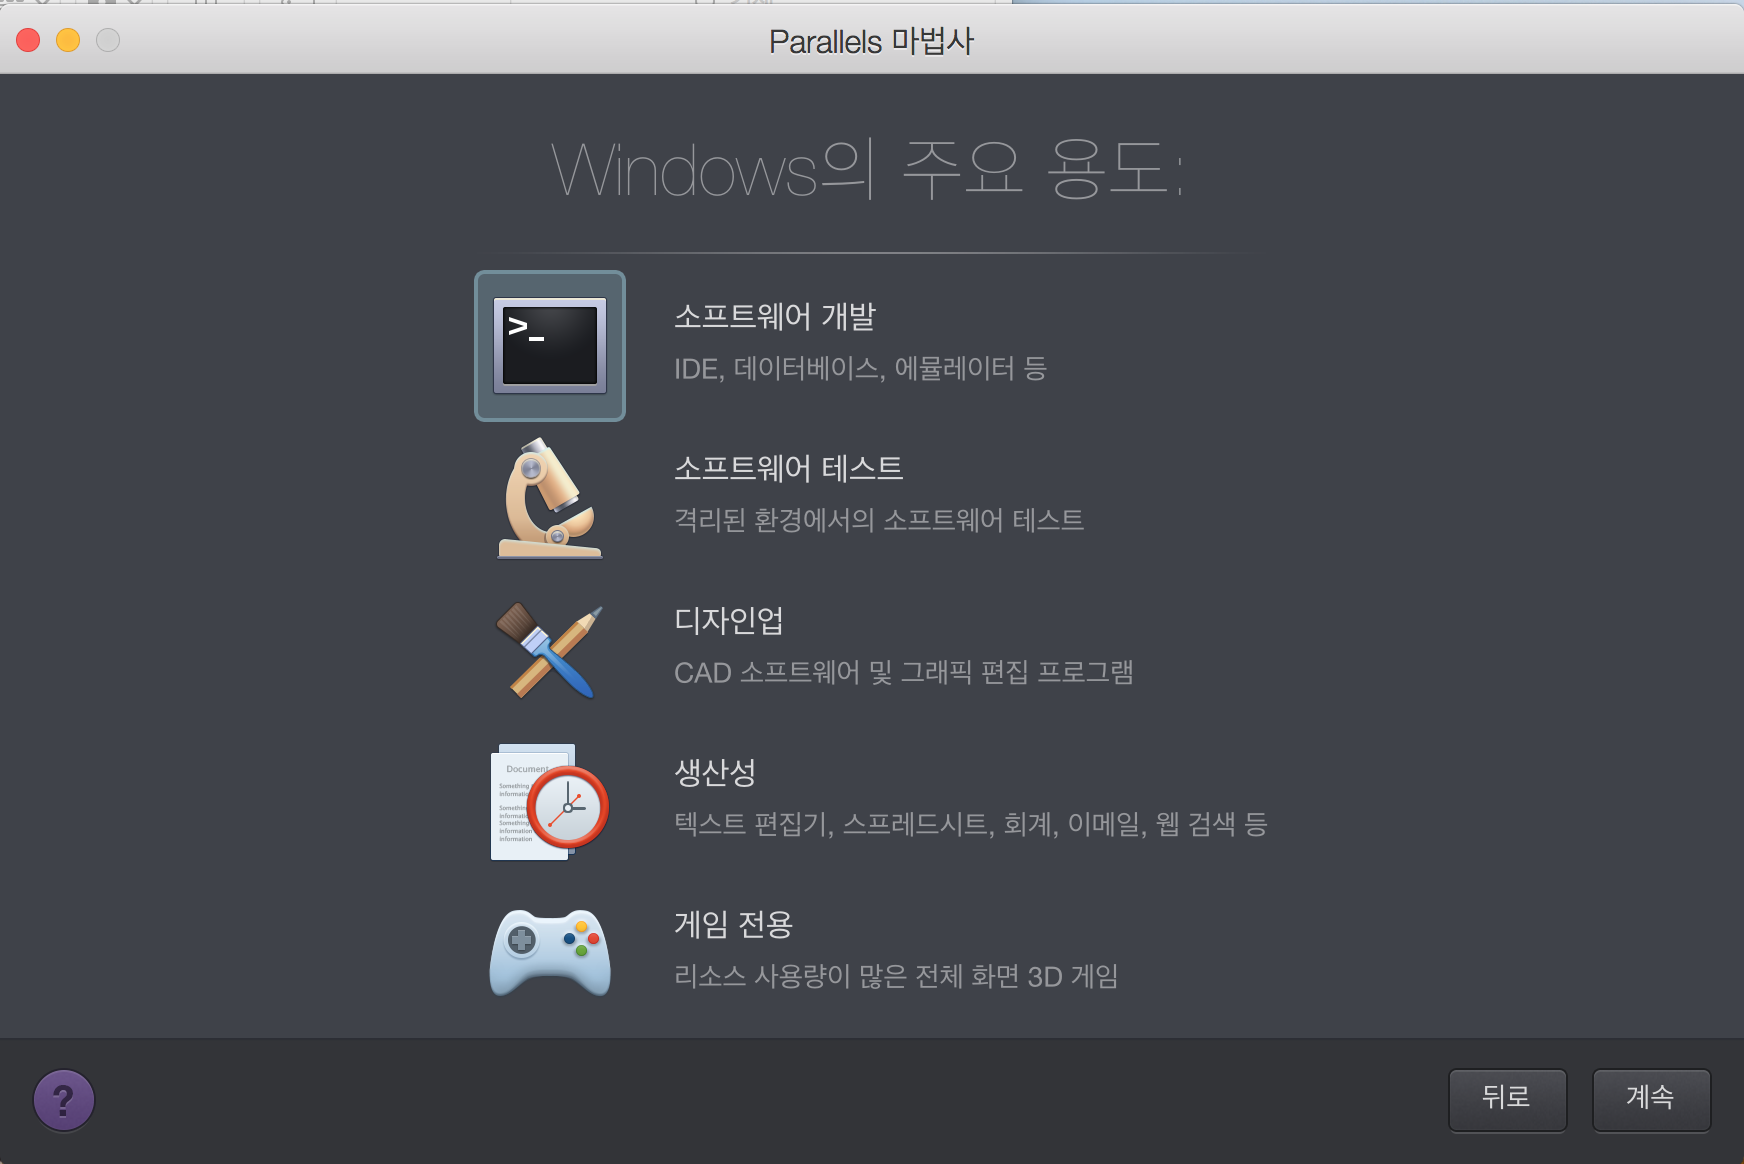 Parallels 마법사
Windows의 주요 용도:
>_
소프트웨어 개발
IDE, 데이터베이스, 에뮬레이터 등
소프트웨어 테스트
격리된 환경에서의 소프트웨어 테스트
디자인업
CAD 소프트웨어 및 그래픽 편집 프로그램
Document
Something
Something
Something
information
information
생산성
텍스트 편집기, 스프레드시트, 회계, 이메일, 웹 검색 등
게임 전용
리소스 사용량이 많은 전체 화면 3D 게임
?
뒤로
계속